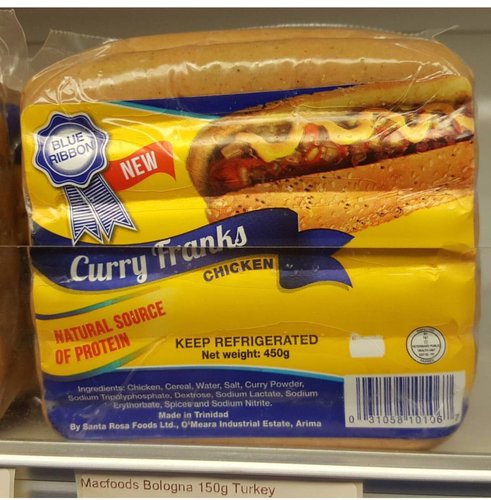 BLUE
RIBBON
NEW
Curry Franks
CHICKEN
NATURAL SOURCE
OF PROTEIN
KEEP REFRIGERATED
Net weight: 450g
Ingredients: Chicken, Cereal, Water, Salt, Curry Powder,
Sodium Tripolyphosphate, Dextrose, Sodium Lactate, Sodium
Erythorbate, Spices and Sodium Nitrite.
Made in Trinidad
By Santa Rosa Foods Ltd., O'Meara Industrial Estate, Arima
0 31058 10106 7
Macfoods Bologna 150g Turkey